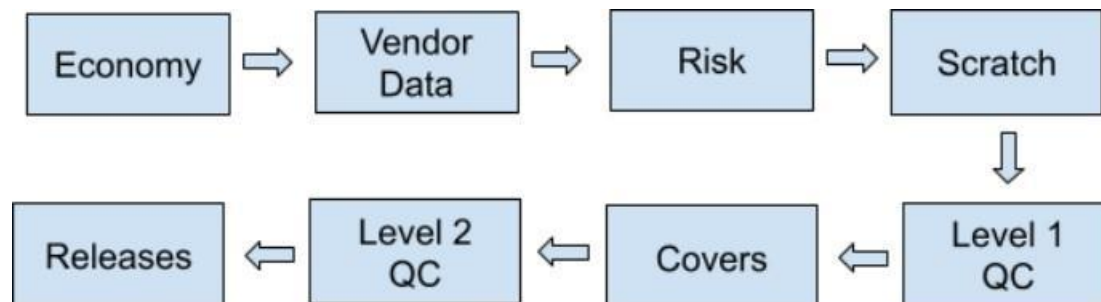 Economy
Vendor
Data
Risk
Scratch
Level 1
QC
Covers
Level 2
QC
Releases